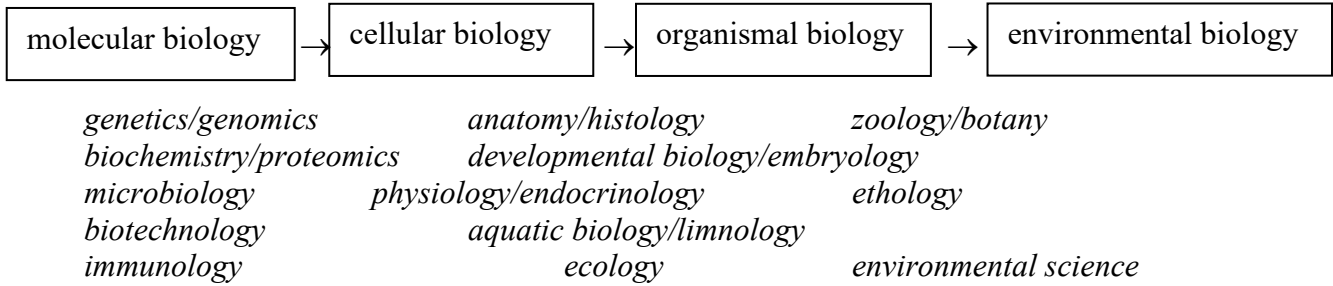 molecular biology → cellular biology → organismal biology → environmental biology
genetics/genomics anatomy/histology zoology/botany
biochemistry/proteomics developmental biology/embryology
microbiology physiology/endocrinology ethology
biotechnology aquatic biology/limnology
immunology ecology environmental science